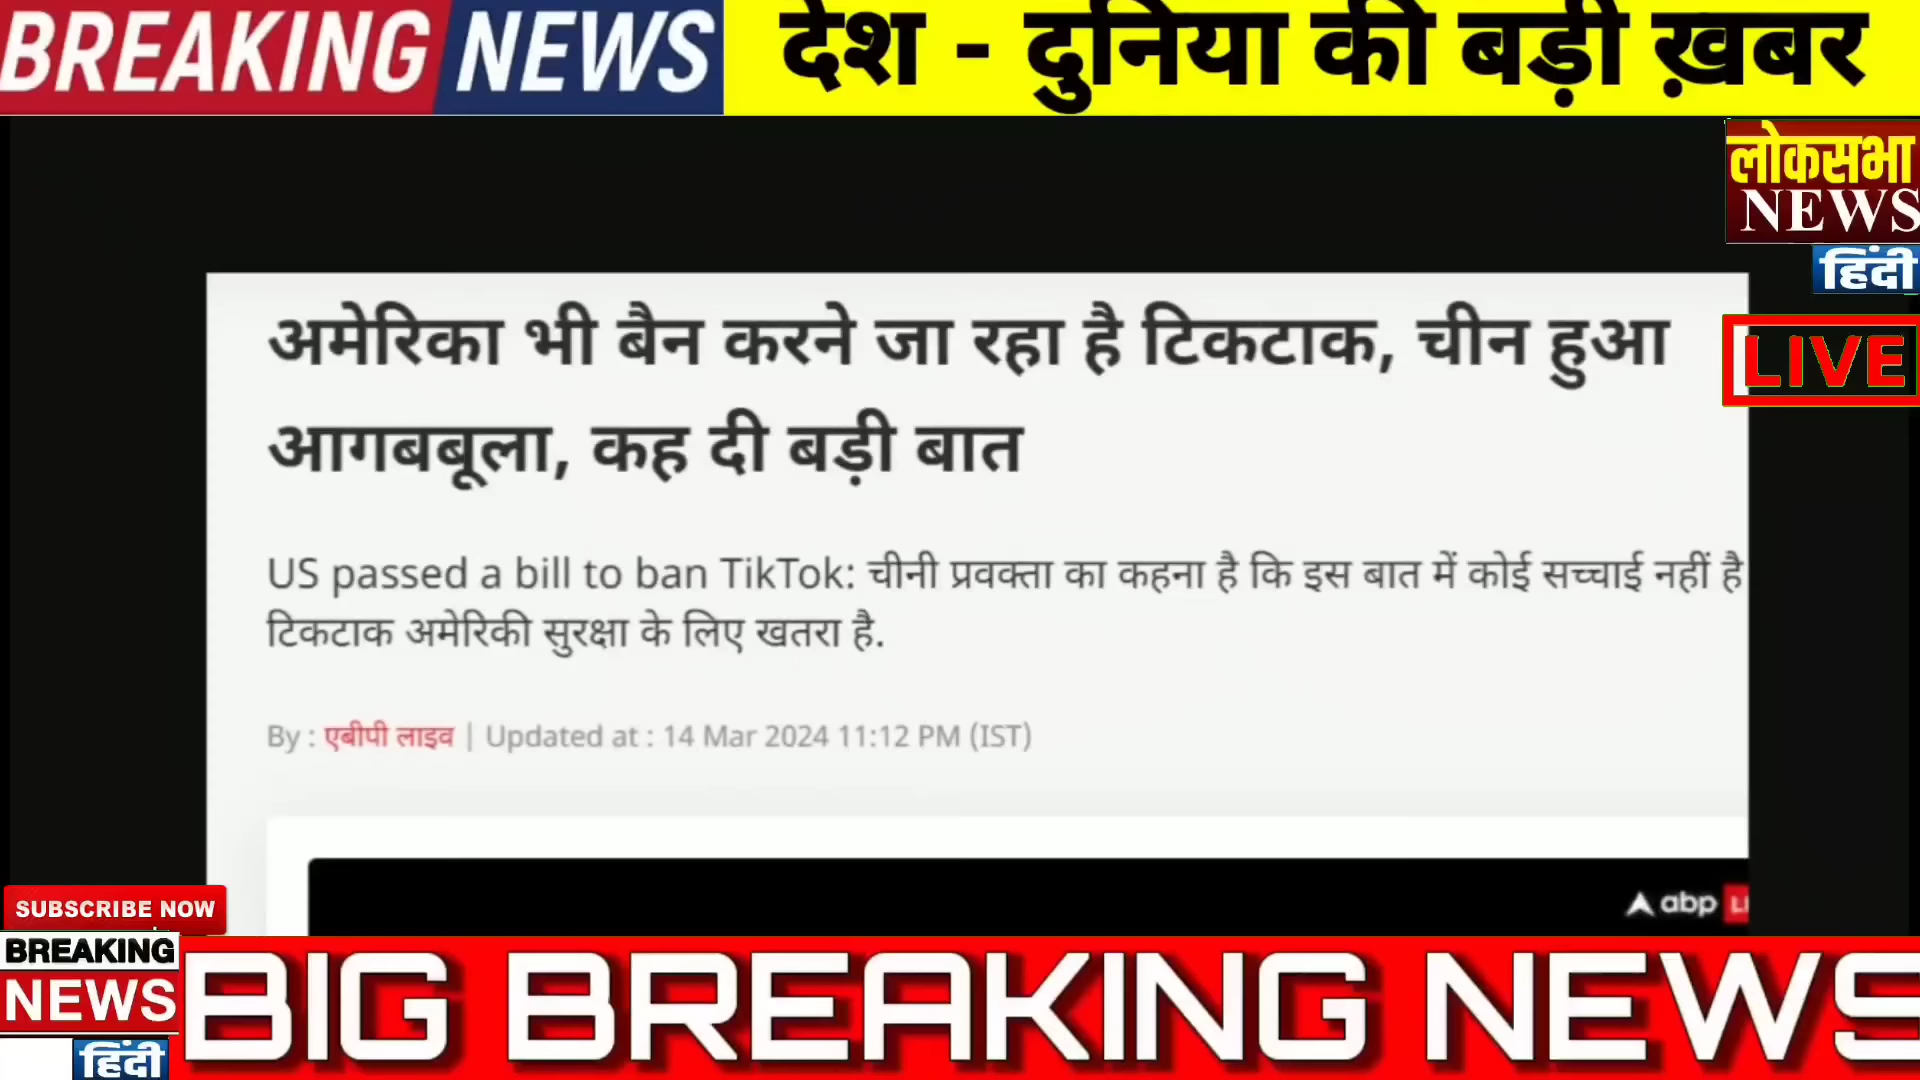 BREAKING NEWS देश - दुनिया की बड़ी ख़बर
लोकसभा
NEWS
हिंदी
LIVE
अमेरिका भी बैन करने जा रहा है टिकटाक, चीन हुआ
आगबबूला, कह दी बड़ी बात
US passed a bill to ban TikTok: चीनी प्रवक्ता का कहना है कि इस बात में कोई सच्चाई नहीं है
टिकटाक अमेरिकी सुरक्षा के लिए खतरा है.
By : एबीपी लाइव | Updated at : 14 Mar 2024 11:12 PM (IST)
abp
SUBSCRIBE NOW
BREAKING
NEWS
हिंदी
BIG BREAKING NEWS